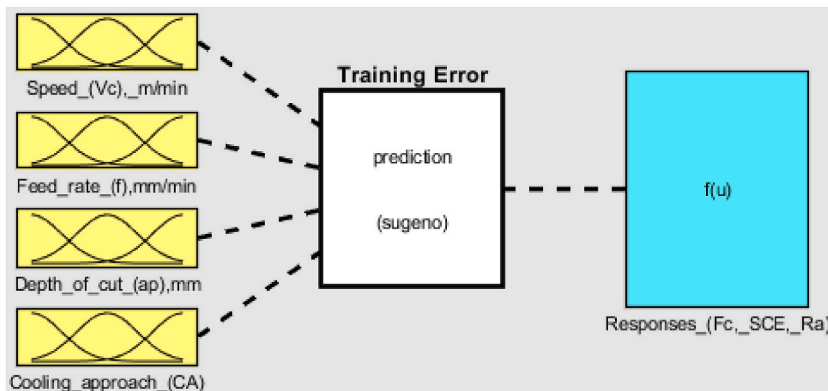 Speed_(Vc),_m/min
Feed_rate_(f),mm/min
Depth_of_cut_(ap),mm
Cooling_approach_(CA)
Training Error
prediction
(sugeno)
f(u)
Responses_(Fc,_SCE,_Ra)